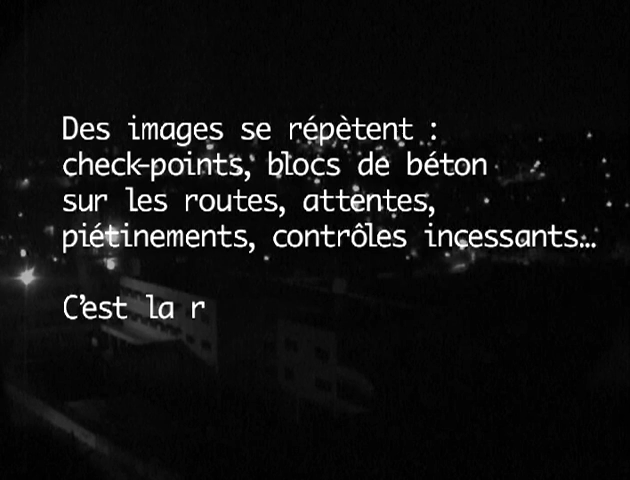 Des images se répètent :
check-points, blocs de béton
sur les routes, attentes,
piétinements, contrôles incessants…
C’est la r